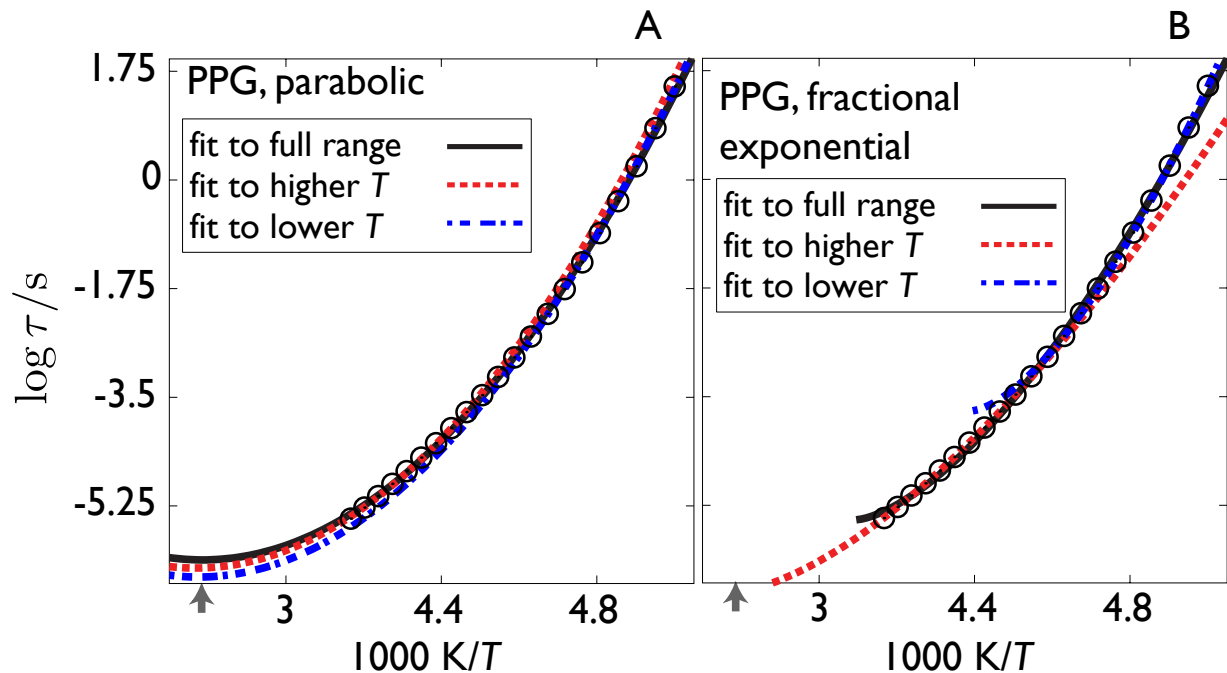 A
PPG, parabolic
fit to full range
fit to higher T
fit to lower T
1.75
0
-1.75
-3.5
-5.25
log τ/s
3
4.4
4.8
1000 K/T
B
PPG, fractional
exponential
fit to full range
fit to higher T
fit to lower T
3
4.4
4.8
1000 K/T